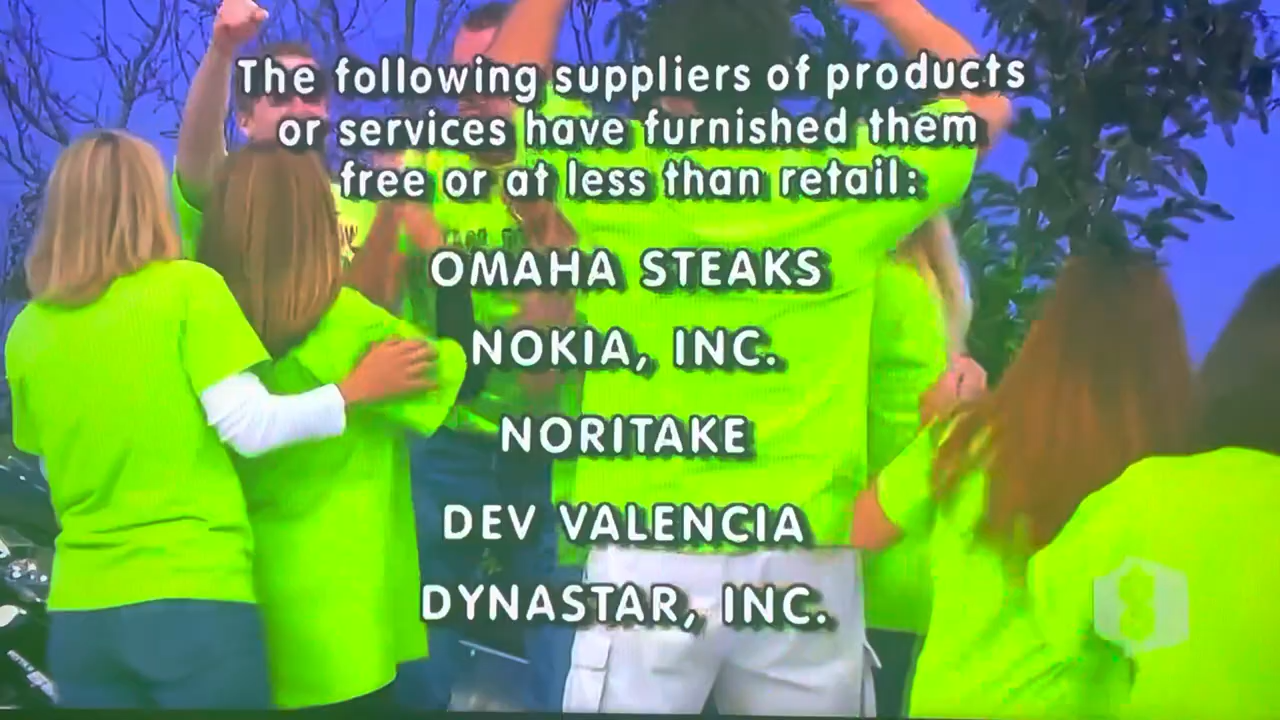 The following suppliers of products
or services have furnished them
free or at less than retail:
OMAHA STEAKS
NOKIA, INC.
NORITAKE
DEV VALENCIA
DYNASTAR, INC.